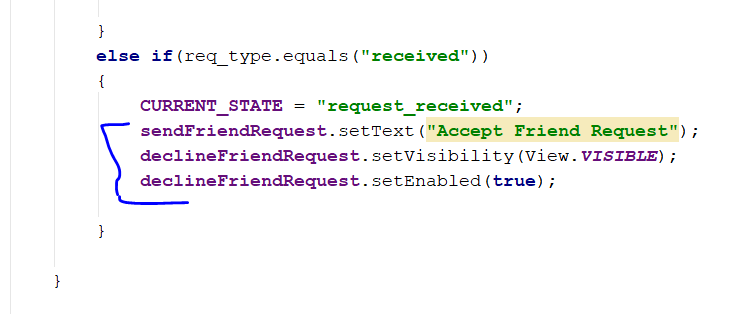 }
else if(req_type.equals("received"))
{
CURRENT_STATE = "request_received";
sendFriendRequest.setText("Accept Friend Request");
declineFriendRequest.setVisibility(View.VISIBLE);
declineFriendRequest.setEnabled(true);
}
}